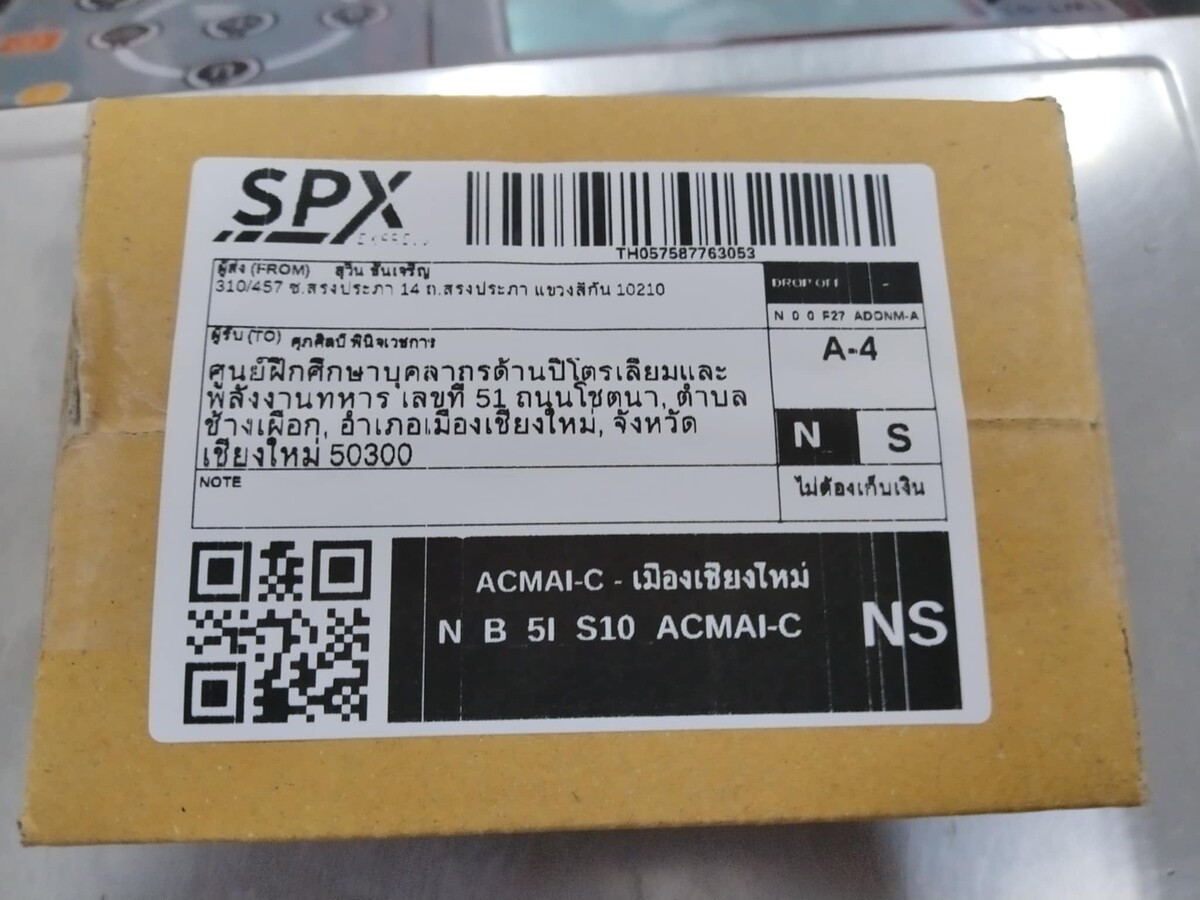 SPX
EXPRESS
TH057587763053
ผู้ส่ง (FROM) สุวิน ชั้นเจริญ
310/457 ซ.สรงประภา 14 ถ.สรงประภา แขวงสีกัน 10210
DROP OFF -
N 0 0 F27 ADONM-A
ผู้รับ (TO) ศุภศิลป์ พินิจเวชการ
A-4
ศูนย์ฝึกศึกษาบุคลากรด้านปิโตรเลียมและ
พลังงานทหาร เลขที่ 51 ถนนโชตนา, ตำบล
ช้างเผือก, อำเภอเมืองเชียงใหม่, จังหวัด
เชียงใหม่ 50300
N S
NOTE
ไม่ต้องเก็บเงิน
ACMAI-C - เมืองเชียงใหม่
N B 5I S10 ACMAI-C
NS